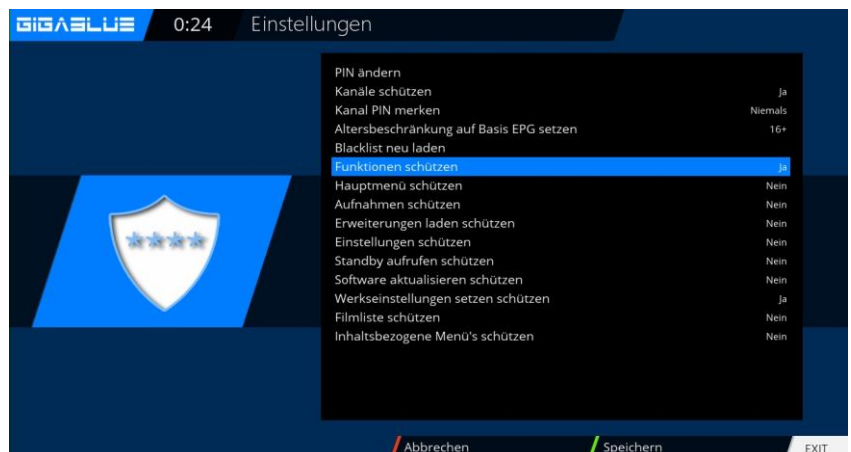 GIGABLUE 0:24 Einstellungen
PIN ändern
Kanäle schützen Ja
Kanal PIN merken Niemals
Altersbeschränkung auf Basis EPG setzen 16+
Blacklist neu laden
Funktionen schützen Ja
Hauptmenü schützen Nein
Aufnahmen schützen Nein
Erweiterungen laden schützen Nein
Einstellungen schützen Nein
Standby aufrufen schützen Nein
Software aktualisieren schützen Nein
Werkseinstellungen setzen schützen Ja
Filmliste schützen Nein
Inhaltsbezogene Menü's schützen Nein
Abbrechen Speichern EXIT